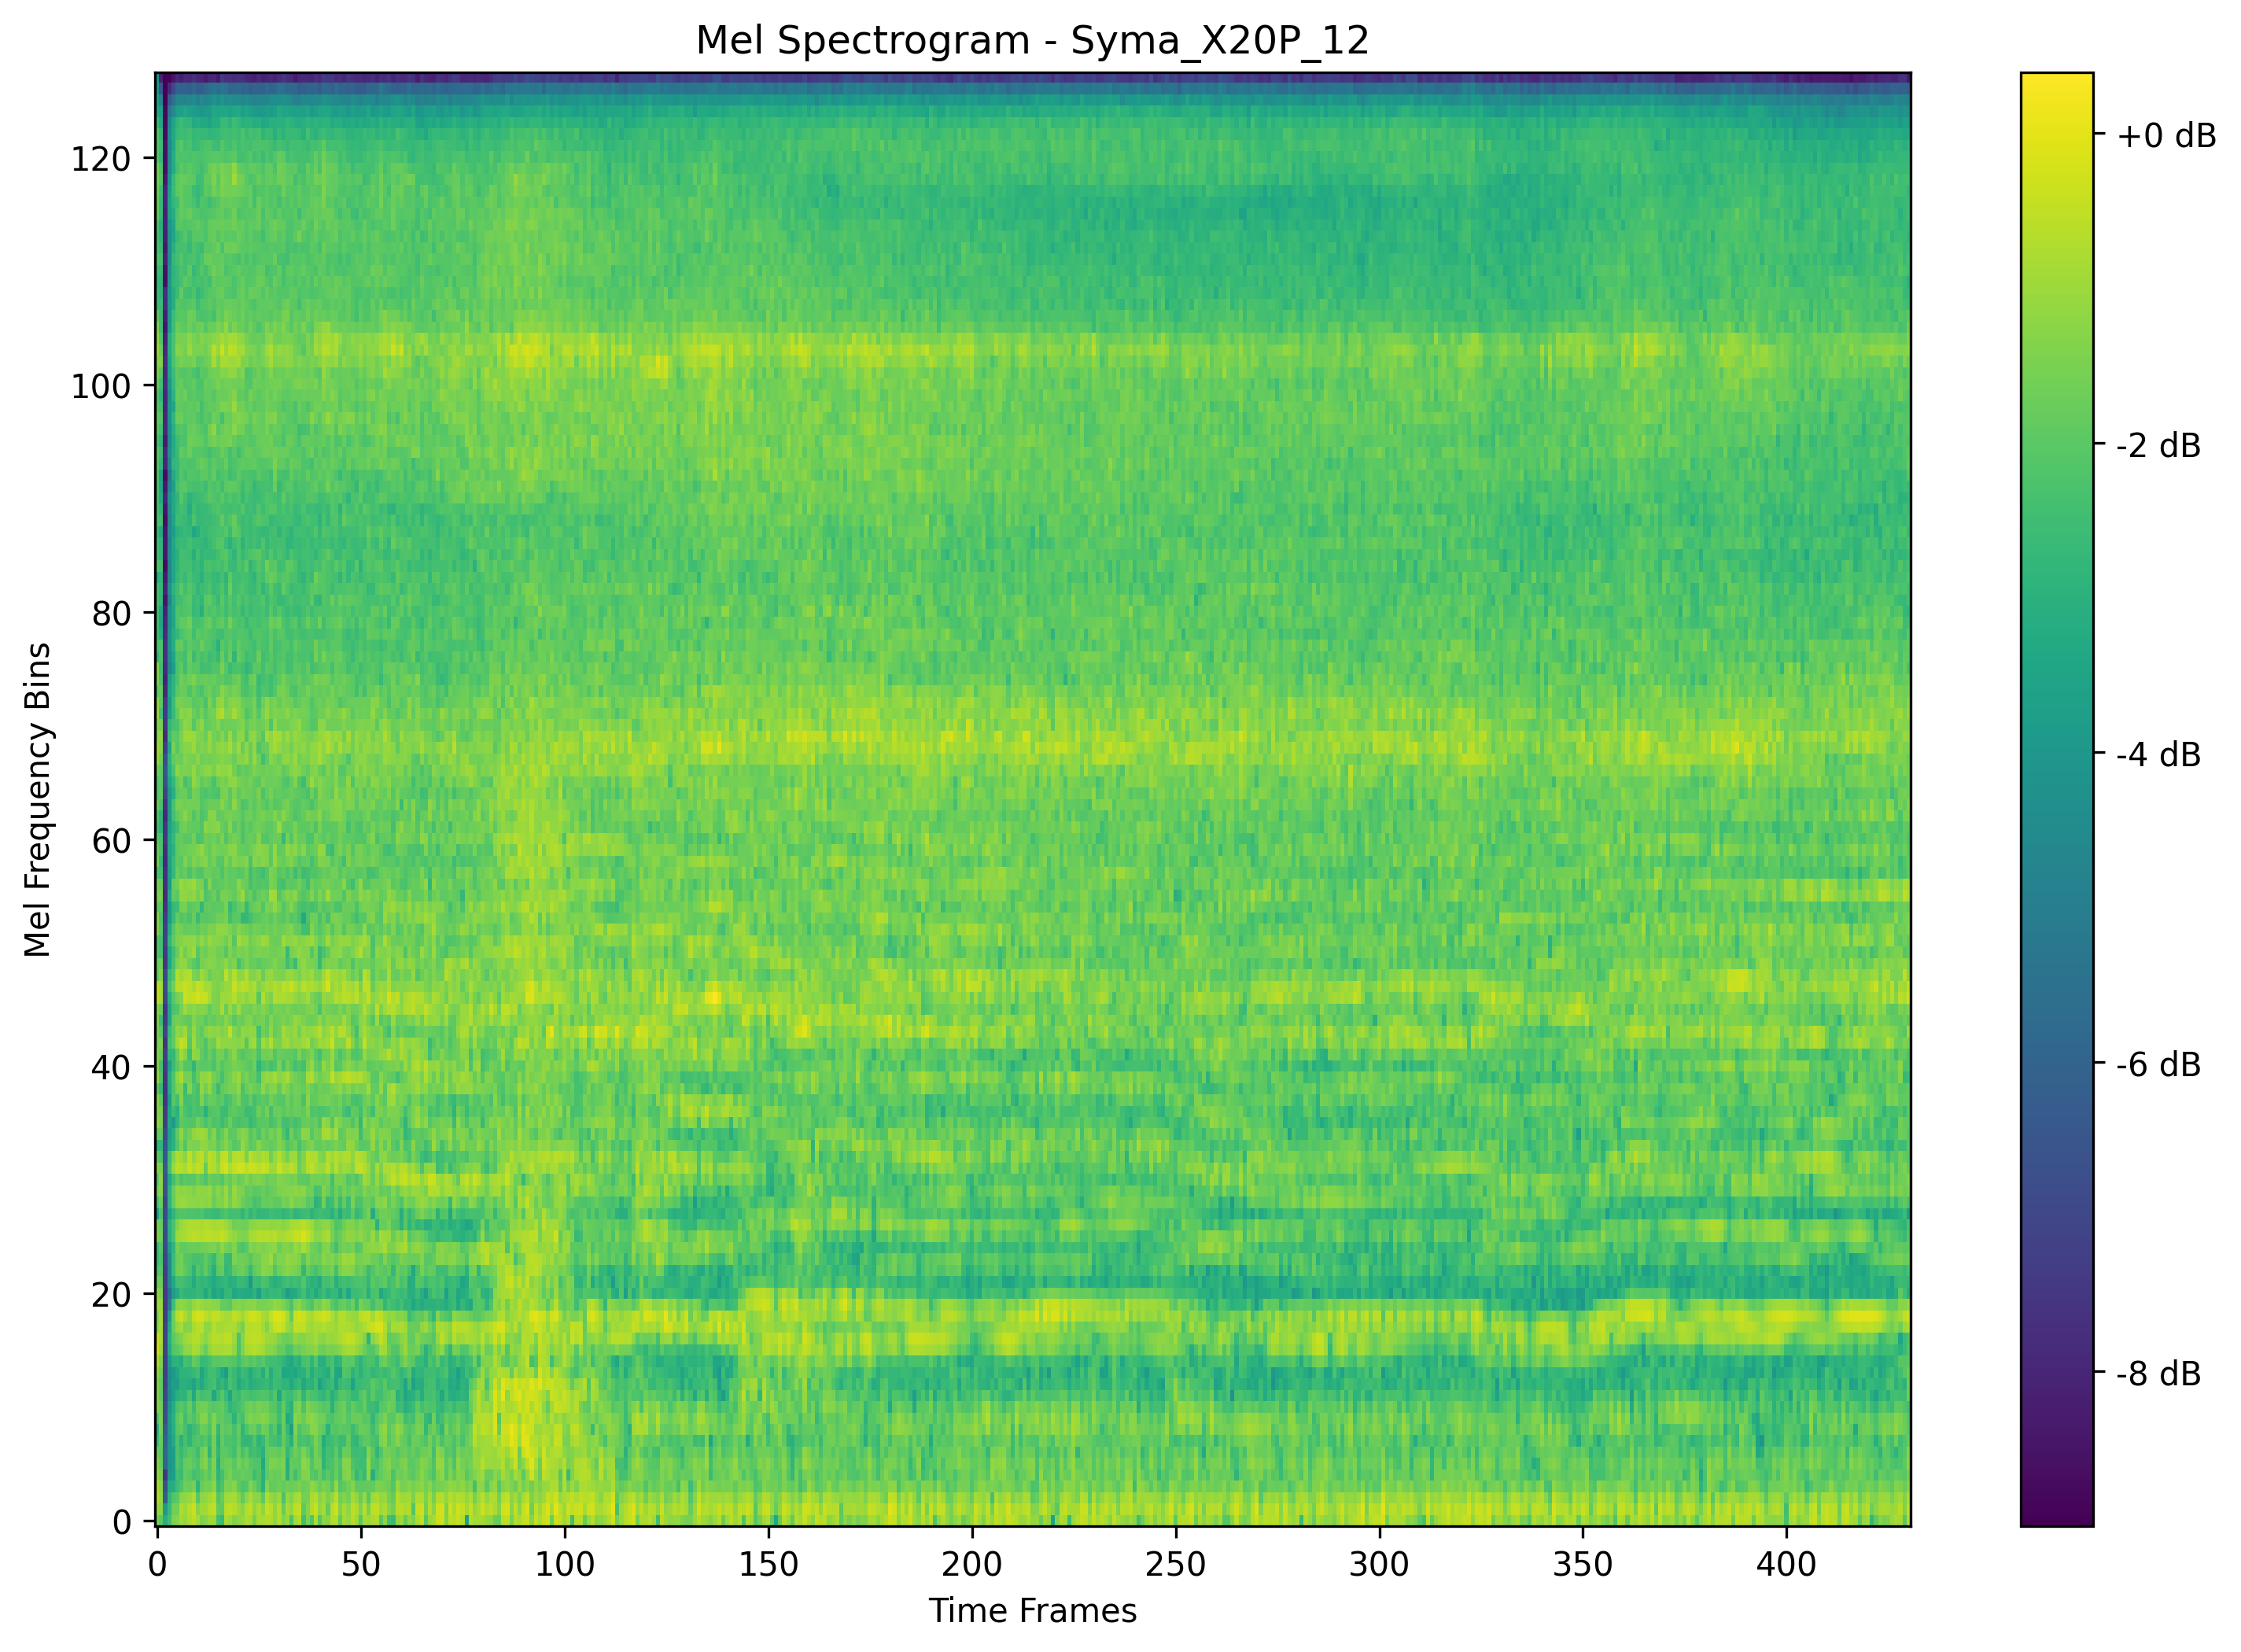 Mel Spectrogram - Syma_X20P_12
Mel Frequency Bins
120
100
80
60
40
20
0
0 50 100 150 200 250 300 350 400
Time Frames
+0 dB
-2 dB
-4 dB
-6 dB
-8 dB